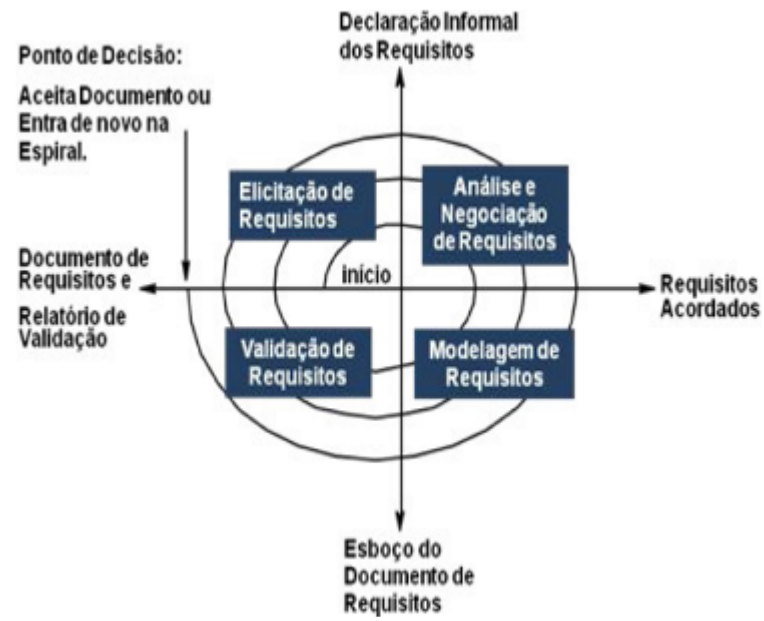 Declaração Informal
dos Requisitos
Ponto de Decisão:
Aceita Documento ou
Entra de novo na
Espiral.
Elicitação de
Requisitos
Análise e
Negociação
de Requisitos
Documento de
Requisitos e
Relatório de
Validação
início
Requisitos
Acordados
Validação de
Requisitos
Modelagem de
Requisitos
Esboço do
Documento de
Requisitos